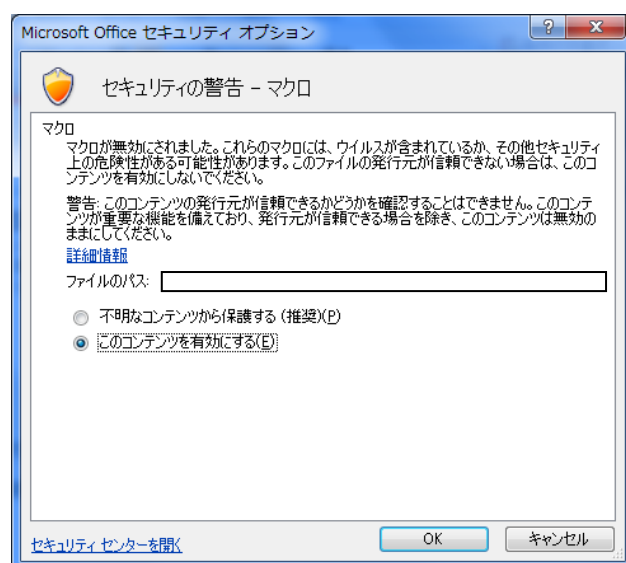 Microsoft Office セキュリティ オプション
セキュリティの警告 – マクロ
マクロ
マクロが無効にされました。これらのマクロには、ウイルスが含まれているか、その他セキュリティ
上の危険性がある可能性があります。このファイルの発行元が信頼できない場合は、このコ
ンテンツを有効にしないでください。
警告: このコンテンツの発行元が信頼できるかどうかを確認することはできません。このコンテ
ンツが重要な機能を備えており、発行元が信頼できる場合を除き、このコンテンツは無効の
ままにしてください。
詳細情報
ファイルのパス:
不明なコンテンツから保護する (推奨)(P)
このコンテンツを有効にする(E)
セキュリティ センターを開く
OK
キャンセル